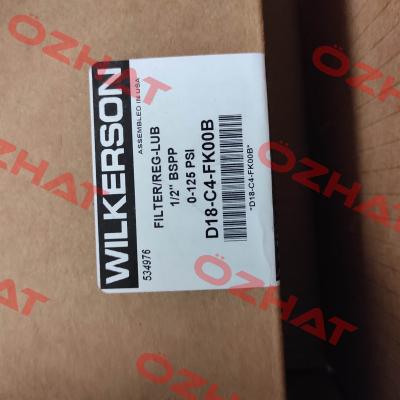 WILKERSON
ASSEMBLED IN USA
FILTER/REG-LUB
1/2" BSPP
0-125 PSI
D18-C4-FK00B
*D18-C4-FK00B*
534976
ÖZHAT
ÖZHAT
ÖZHAT
ÖZHAT
ÖZHAT